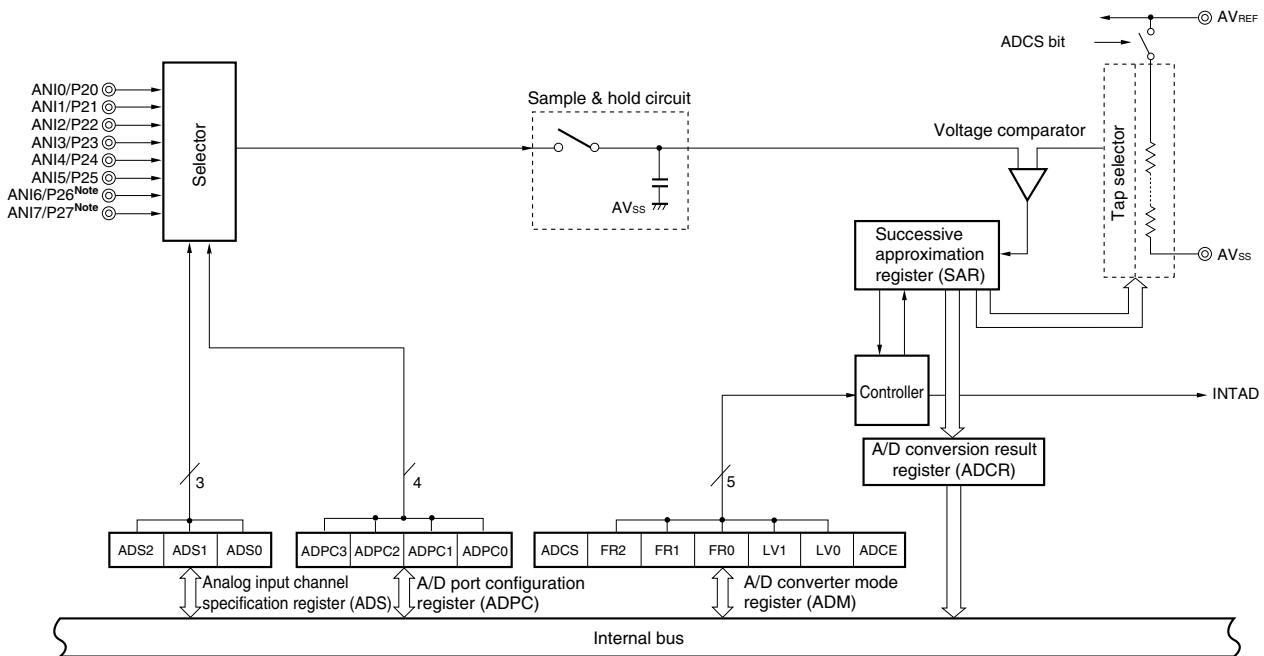 AVREF
ADCS bit
ANI0/P20
ANI1/P21
ANI2/P22
ANI3/P23
ANI4/P24
ANI5/P25
ANI6/P26Note
ANI7/P27Note
Selector
Sample & hold circuit
AVSS
Voltage comparator
Tap selector
AVSS
Successive
approximation
register (SAR)
Controller
INTAD
A/D conversion result
register (ADCR)
3
4
5
ADS2 ADS1 ADS0
ADPC3 ADPC2 ADPC1 ADPC0
ADCS FR2 FR1 FR0 LV1 LV0 ADCE
Analog input channel
specification register (ADS)
A/D port configuration
register (ADPC)
A/D converter mode
register (ADM)
Internal bus